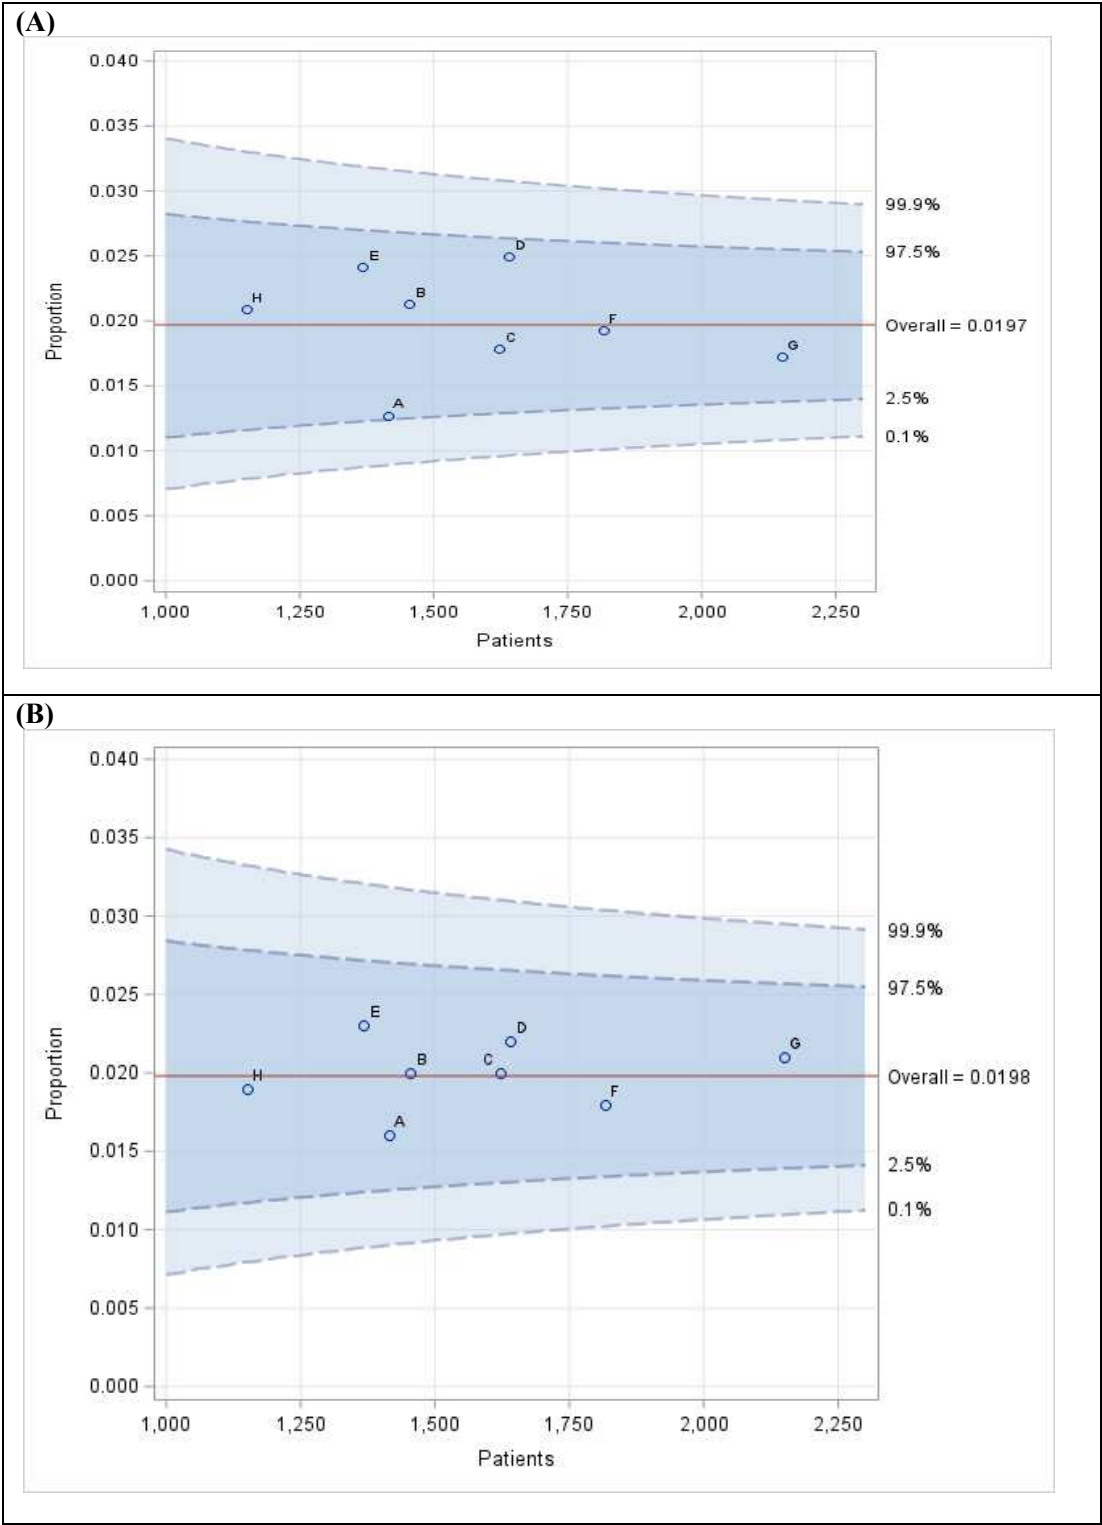 (A)
0.040
0.035
0.030
99.9%
97.5%
0.025
D
E
B
H
0.020
Overall = 0.0197
F
C
G
0.015
2.5%
A
0.1%
0.010
0.005
0.000
1,000 1,250 1,500 1,750 2,000 2,250
Patients
Proportion
(B)
0.040
0.035
0.030
99.9%
0.025
97.5%
E
D
G
B
C
0.020
H
Overall = 0.0198
F
A
0.015
2.5%
0.1%
0.010
0.005
0.000
1,000 1,250 1,500 1,750 2,000 2,250
Patients
Proportion